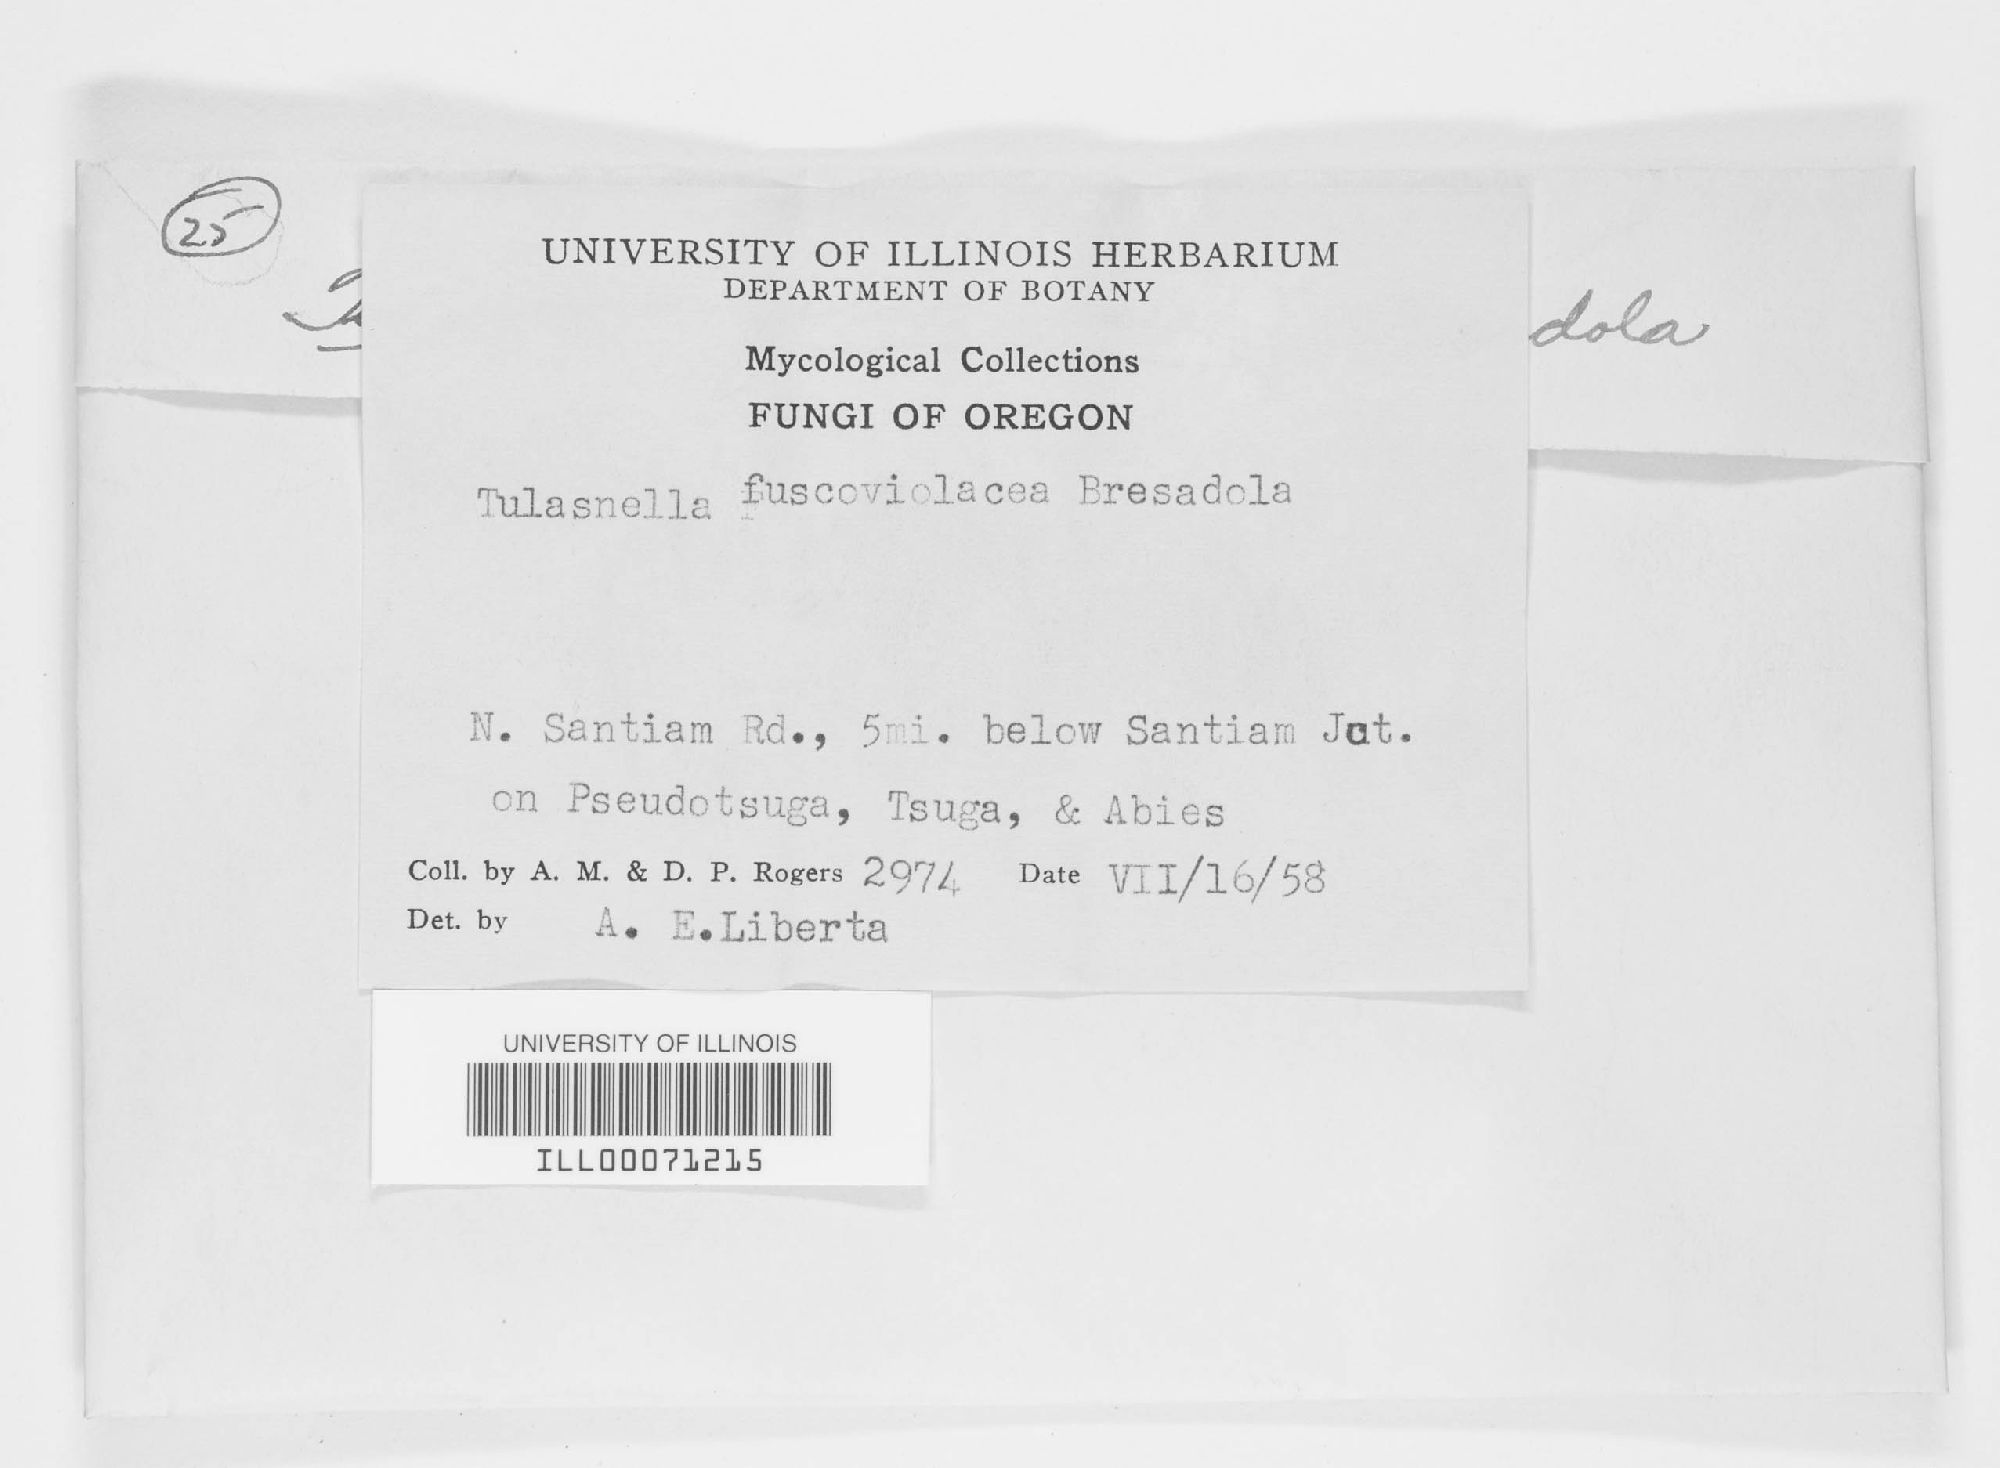 25
UNIVERSITY OF ILLINOIS HERBARIUM
DEPARTMENT OF BOTANY
Mycological Collections
FUNGI OF OREGON
dola
Tulasnella fuscoviolacea Bresadola
N. Santiam Rd., 5mi. below Santiam Jct.
on Pseudotsuga, Tsuga, & Abies
Coll. by A. M. & D. P. Rogers 2974 Date VII/16/58
Det. by A. E.Liberta
UNIVERSITY OF ILLINOIS
ILL00071215